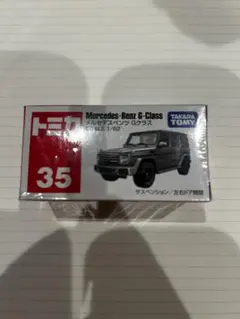 トミカ
Mercedes-Benz G-Class
メルセデスベンツ Gクラス
SCALE 1/62
TAKARA
TOMY
35
サスペンション/左右ドア開閉